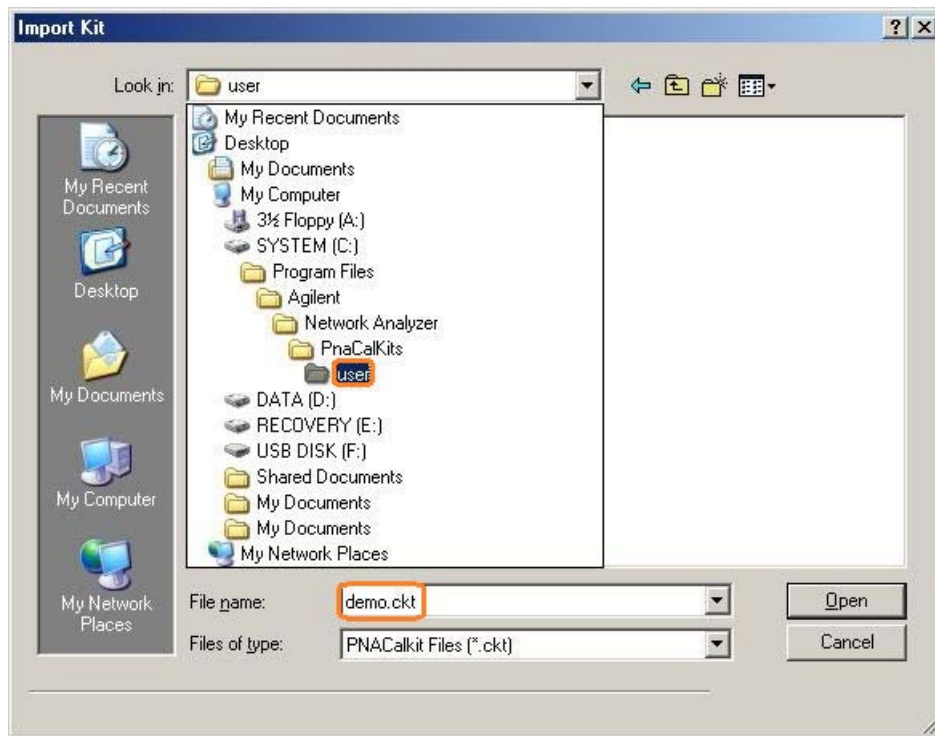 Import Kit
Look in:
user
My Recent Documents
Desktop
My Documents
My Computer
3½ Floppy (A:)
SYSTEM (C:)
Program Files
Agilent
Network Analyzer
PnaCalKits
user
DATA (D:)
RECOVERY (E:)
USB DISK (F:)
Shared Documents
My Documents
My Documents
My Network Places
My Recent
Documents
Desktop
My Documents
My Computer
My Network
Places
File name:
demo.ckt
Open
Files of type:
PNACalkit Files (*.ckt)
Cancel